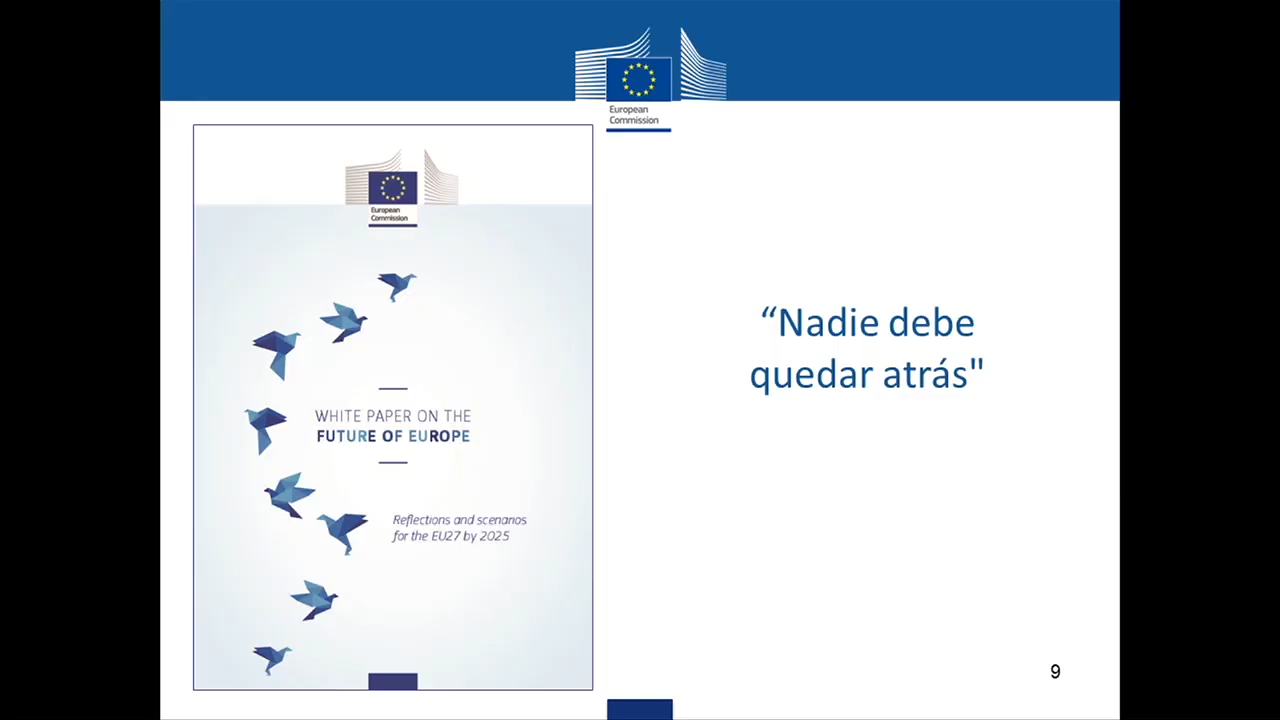 European
Commission
European
Commission
WHITE PAPER ON THE
FUTURE OF EUROPE
Reflections and scenarios
for the EU27 by 2025
“Nadie debe
quedar atrás"
9